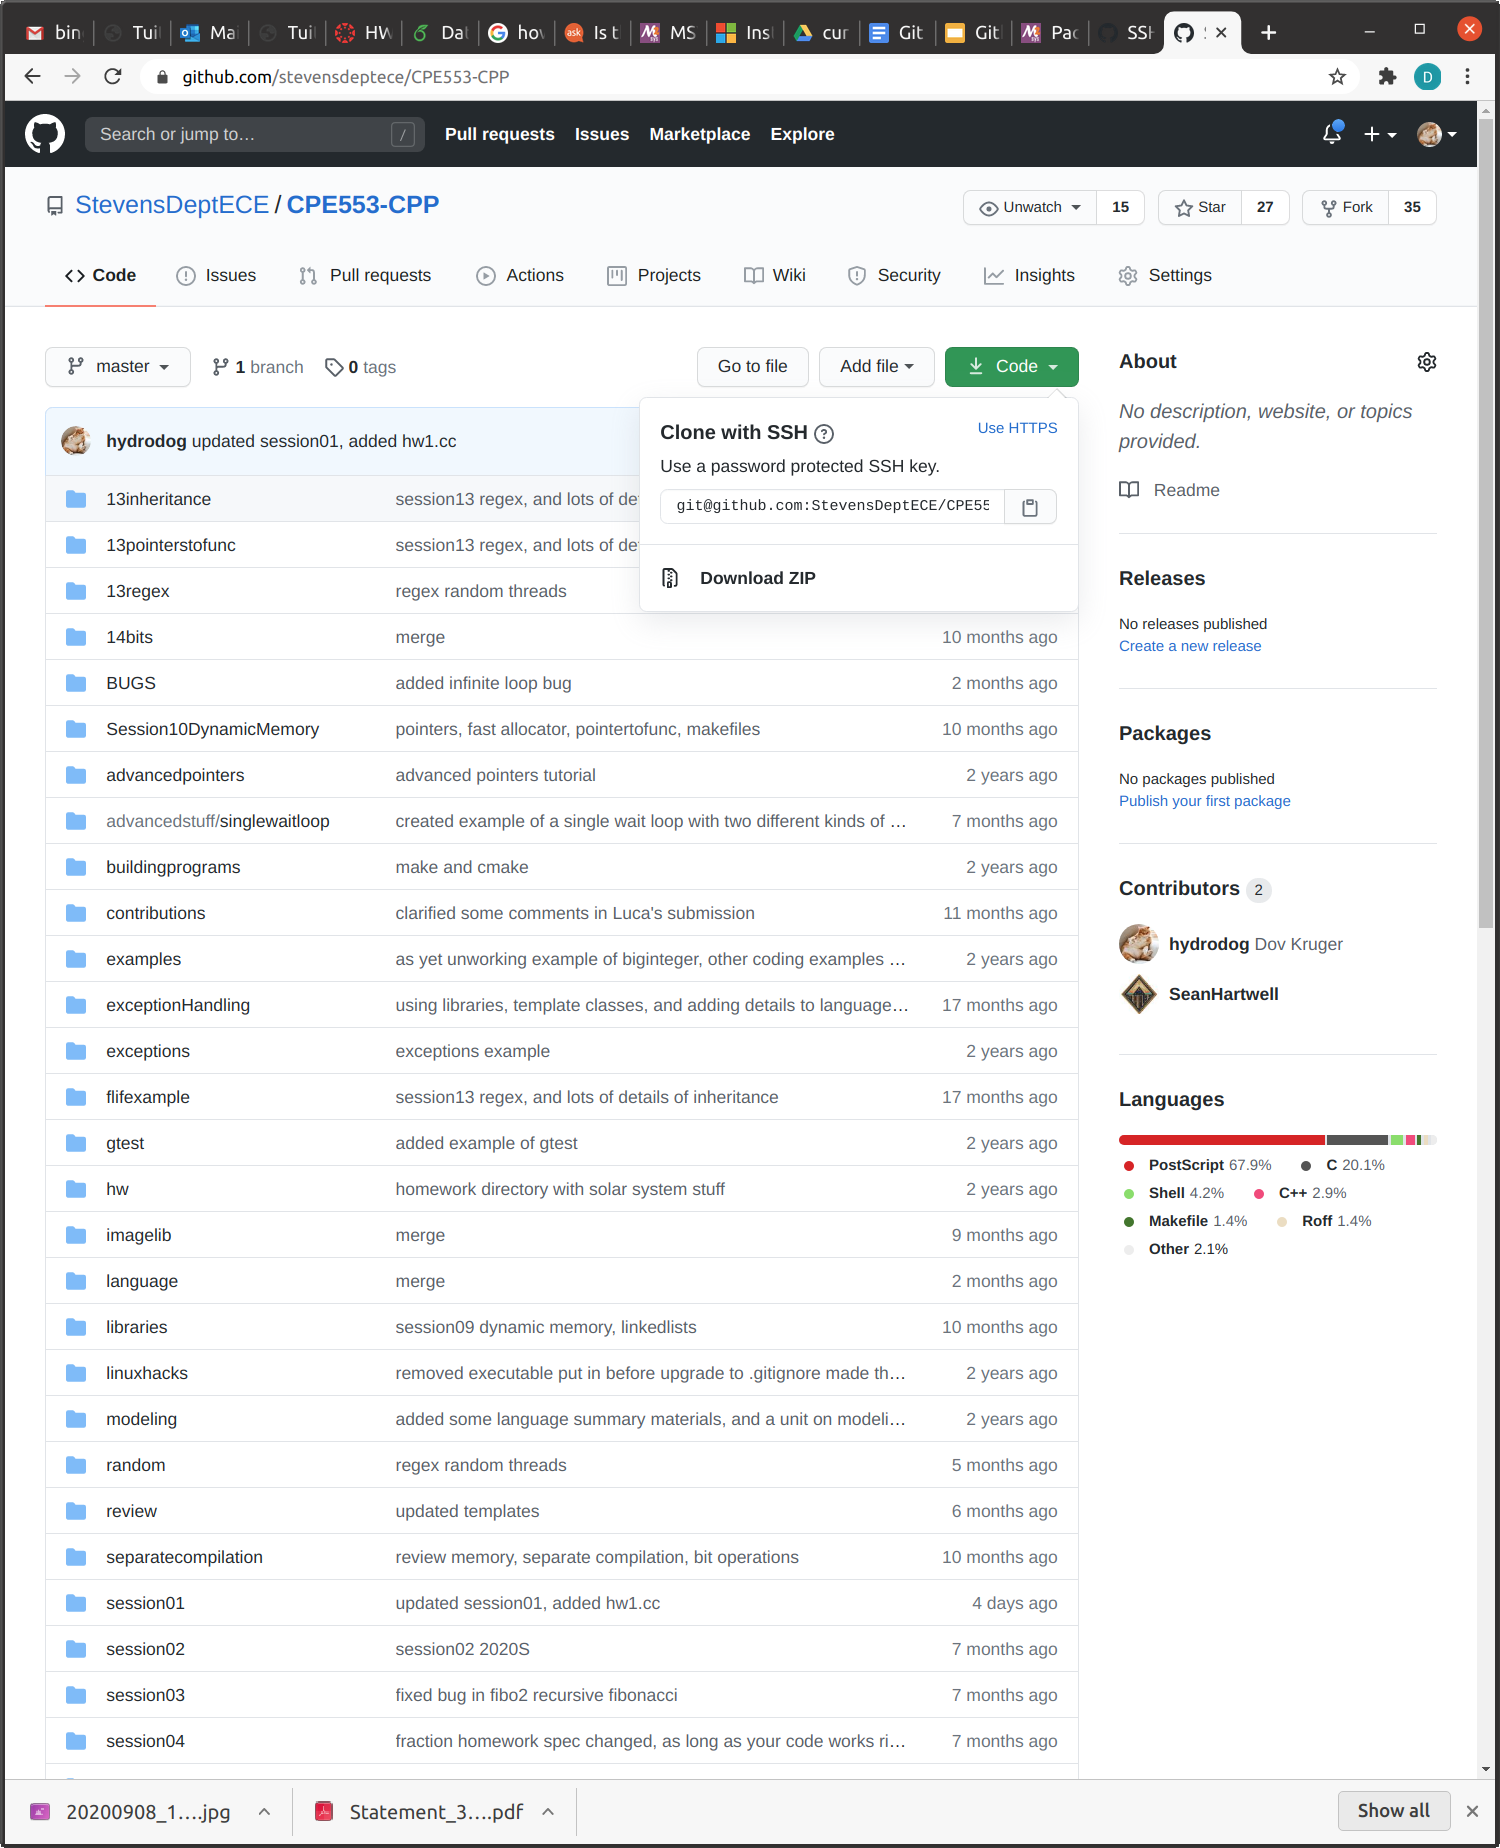 bin Tuil Mai Tuil HW Dat hov Is t MS Inst cur Git Git Pac SSH S
github.com/stevensdeptece/CPE553-CPP D
Search or jump to… / Pull requests Issues Marketplace Explore
StevensDeptECE / CPE553-CPP Unwatch 15 Star 27 Fork 35
Code Issues Pull requests Actions Projects Wiki Security Insights Settings
master 1 branch 0 tags Go to file Add file Code
hydrodog updated session01, added hw1.cc
Clone with SSH ? Use HTTPS
Use a password protected SSH key.
git@github.com:StevensDeptECE/CPE55
Download ZIP
13inheritance session13 regex, and lots of de
13pointerstofunc session13 regex, and lots of de
13regex regex random threads
14bits merge 10 months ago
BUGS added infinite loop bug 2 months ago
Session10DynamicMemory pointers, fast allocator, pointertofunc, makefiles 10 months ago
advancedpointers advanced pointers tutorial 2 years ago
advancedstuff/singlewaitloop created example of a single wait loop with two different kinds of … 7 months ago
buildingprograms make and cmake 2 years ago
contributions clarified some comments in Luca's submission 11 months ago
examples as yet unworking example of biginteger, other coding examples … 2 years ago
exceptionHandling using libraries, template classes, and adding details to language… 17 months ago
exceptions exceptions example 2 years ago
flifexample session13 regex, and lots of details of inheritance 17 months ago
gtest added example of gtest 2 years ago
hw homework directory with solar system stuff 2 years ago
imagelib merge 9 months ago
language merge 2 months ago
libraries session09 dynamic memory, linkedlists 10 months ago
linuxhacks removed executable put in before upgrade to .gitignore made th… 2 years ago
modeling added some language summary materials, and a unit on modeli… 2 years ago
random regex random threads 5 months ago
review updated templates 6 months ago
separatecompilation review memory, separate compilation, bit operations 10 months ago
session01 updated session01, added hw1.cc 4 days ago
session02 session02 2020S 7 months ago
session03 fixed bug in fibo2 recursive fibonacci 7 months ago
session04 fraction homework spec changed, as long as your code works ri… 7 months ago
About
No description, website, or topics
provided.
Readme
Releases
No releases published
Create a new release
Packages
No packages published
Publish your first package
Contributors 2
hydrodog Dov Kruger
SeanHartwell
Languages
PostScript 67.9% C 20.1%
Shell 4.2% C++ 2.9%
Makefile 1.4% Roff 1.4%
Other 2.1%
20200908_1….jpg Statement_3….pdf Show all